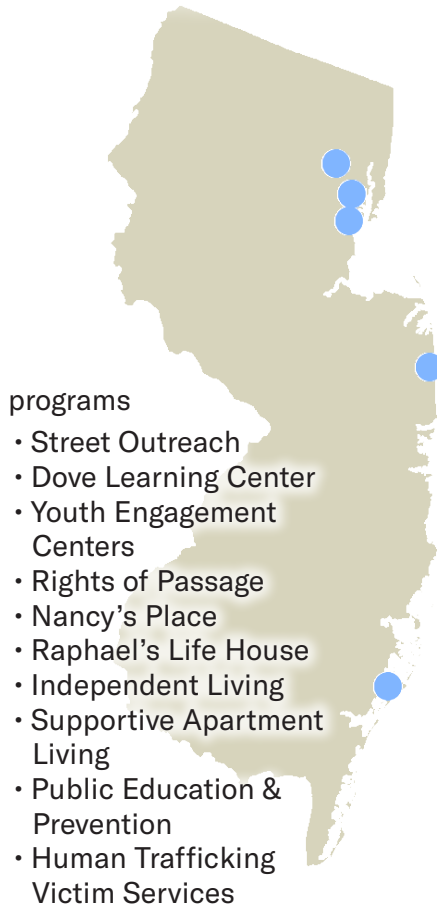 programs
· Street Outreach
· Dove Learning Center
· Youth Engagement
Centers
· Rights of Passage
· Nancy’s Place
· Raphael’s Life House
· Independent Living
· Supportive Apartment
Living
· Public Education &
Prevention
· Human Trafficking
Victim Services